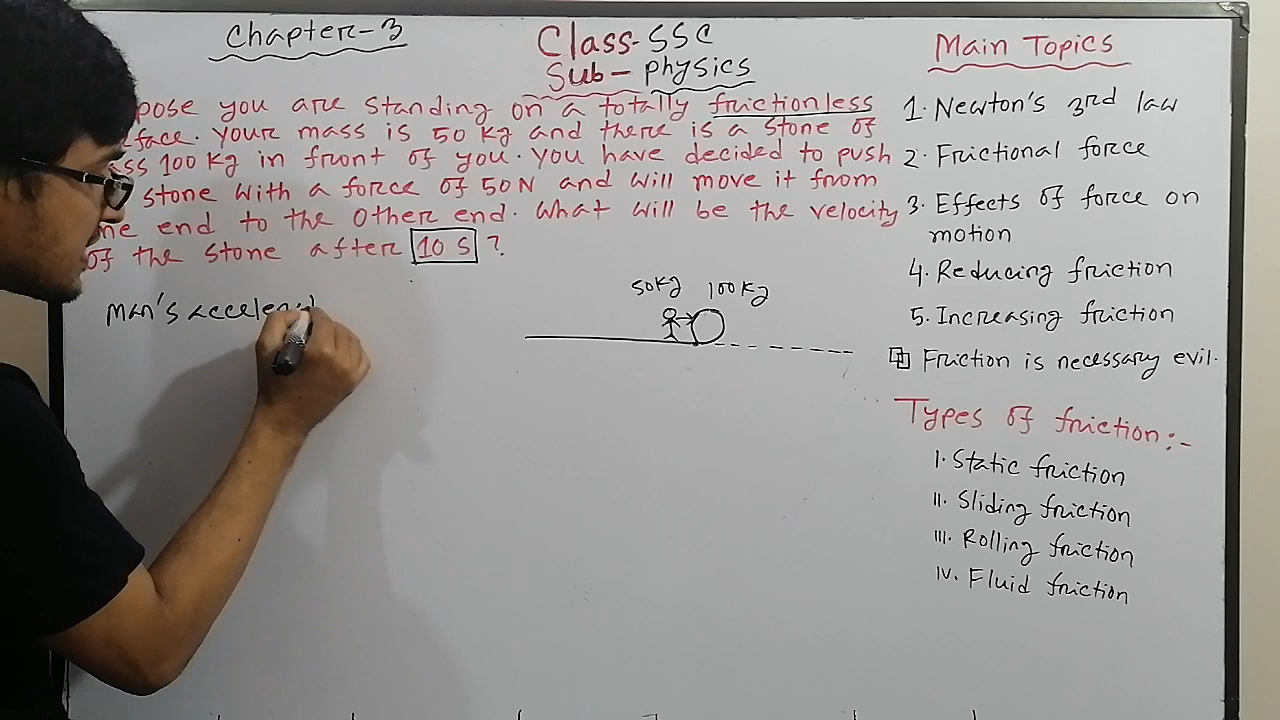 Chapter-3
Class-SSC
Sub-physics
pose you are standing on a totally frictionless
face. Your mass is 50 kg and there is a stone of
ss 100 kg in front of you. You have decided to push
stone with a force of 50 N and will move it from
ne end to the other end. What will be the velocity
of the stone after 10 S ?
Man's accelerat
50kg 100kg
Main Topics
1. Newton's 3rd law
2. Frictional force
3. Effects of force on
motion
4. Reducing friction
5. Increasing friction
Friction is necessary evil.
Types of friction:-
I. Static friction
II. Sliding friction
III. Rolling friction
IV. Fluid friction